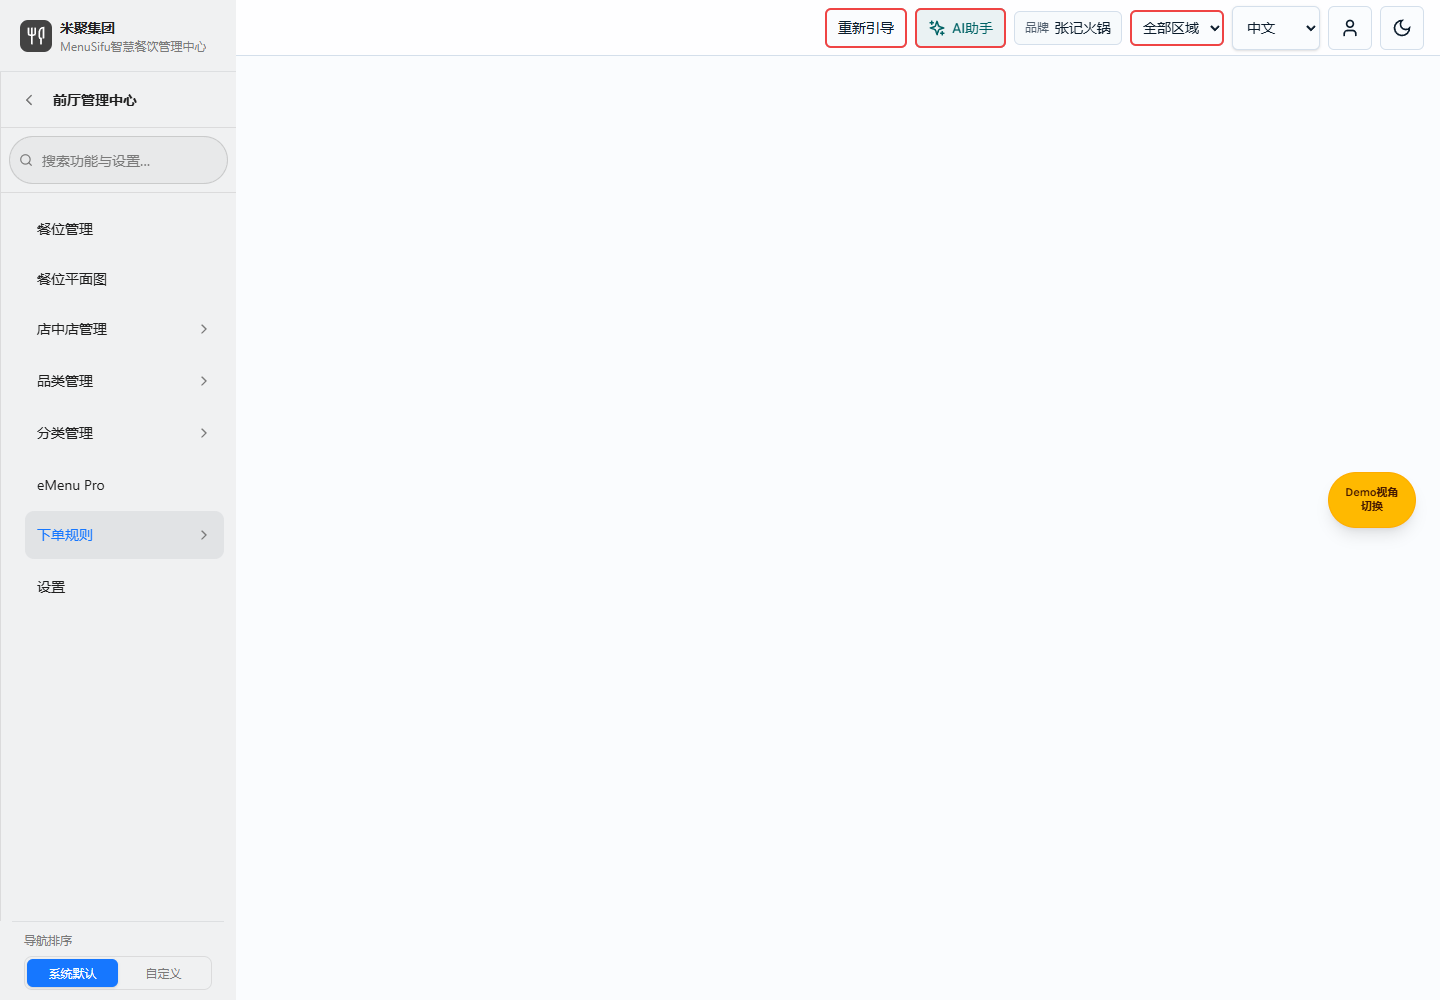 米聚集团
MenuSifu智慧餐饮管理中心
重新引导
AI助手
品牌 张记火锅
全部区域
中文
前厅管理中心
搜索功能与设置...
餐位管理
餐位平面图
店中店管理
品类管理
分类管理
eMenu Pro
下单规则
设置
Demo视角
切换
导航排序
系统默认
自定义